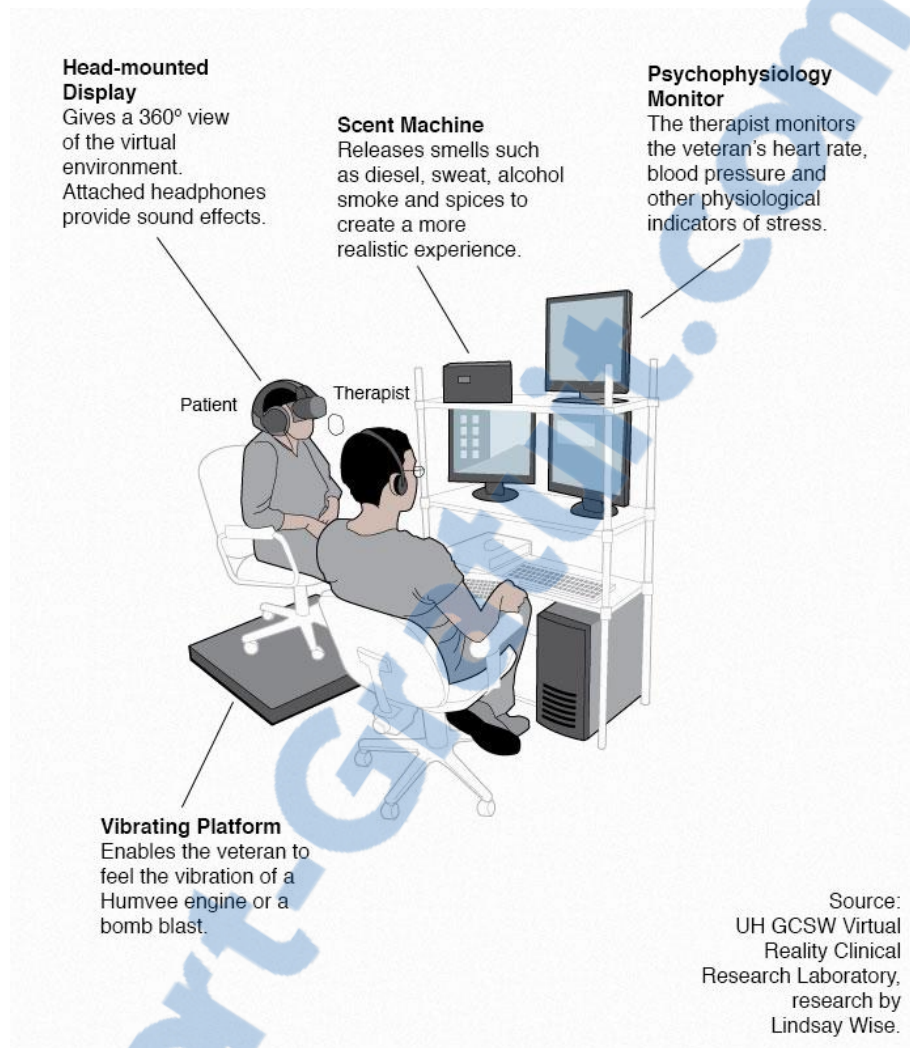 Head-mounted
Display
Gives a 360º view
of the virtual
environment.
Attached headphones
provide sound effects.
Scent Machine
Releases smells such
as diesel, sweat, alcohol
smoke and spices to
create a more
realistic experience.
Psychophysiology
Monitor
The therapist monitors
the veteran's heart rate,
blood pressure and
other physiological
indicators of stress.
Patient
Therapist
Vibrating Platform
Enables the veteran to
feel the vibration of a
Humvee engine or a
bomb blast.
Source:
UH GCSW Virtual
Reality Clinical
Research Laboratory,
research by
Lindsay Wise.
rt-Gratuit.com